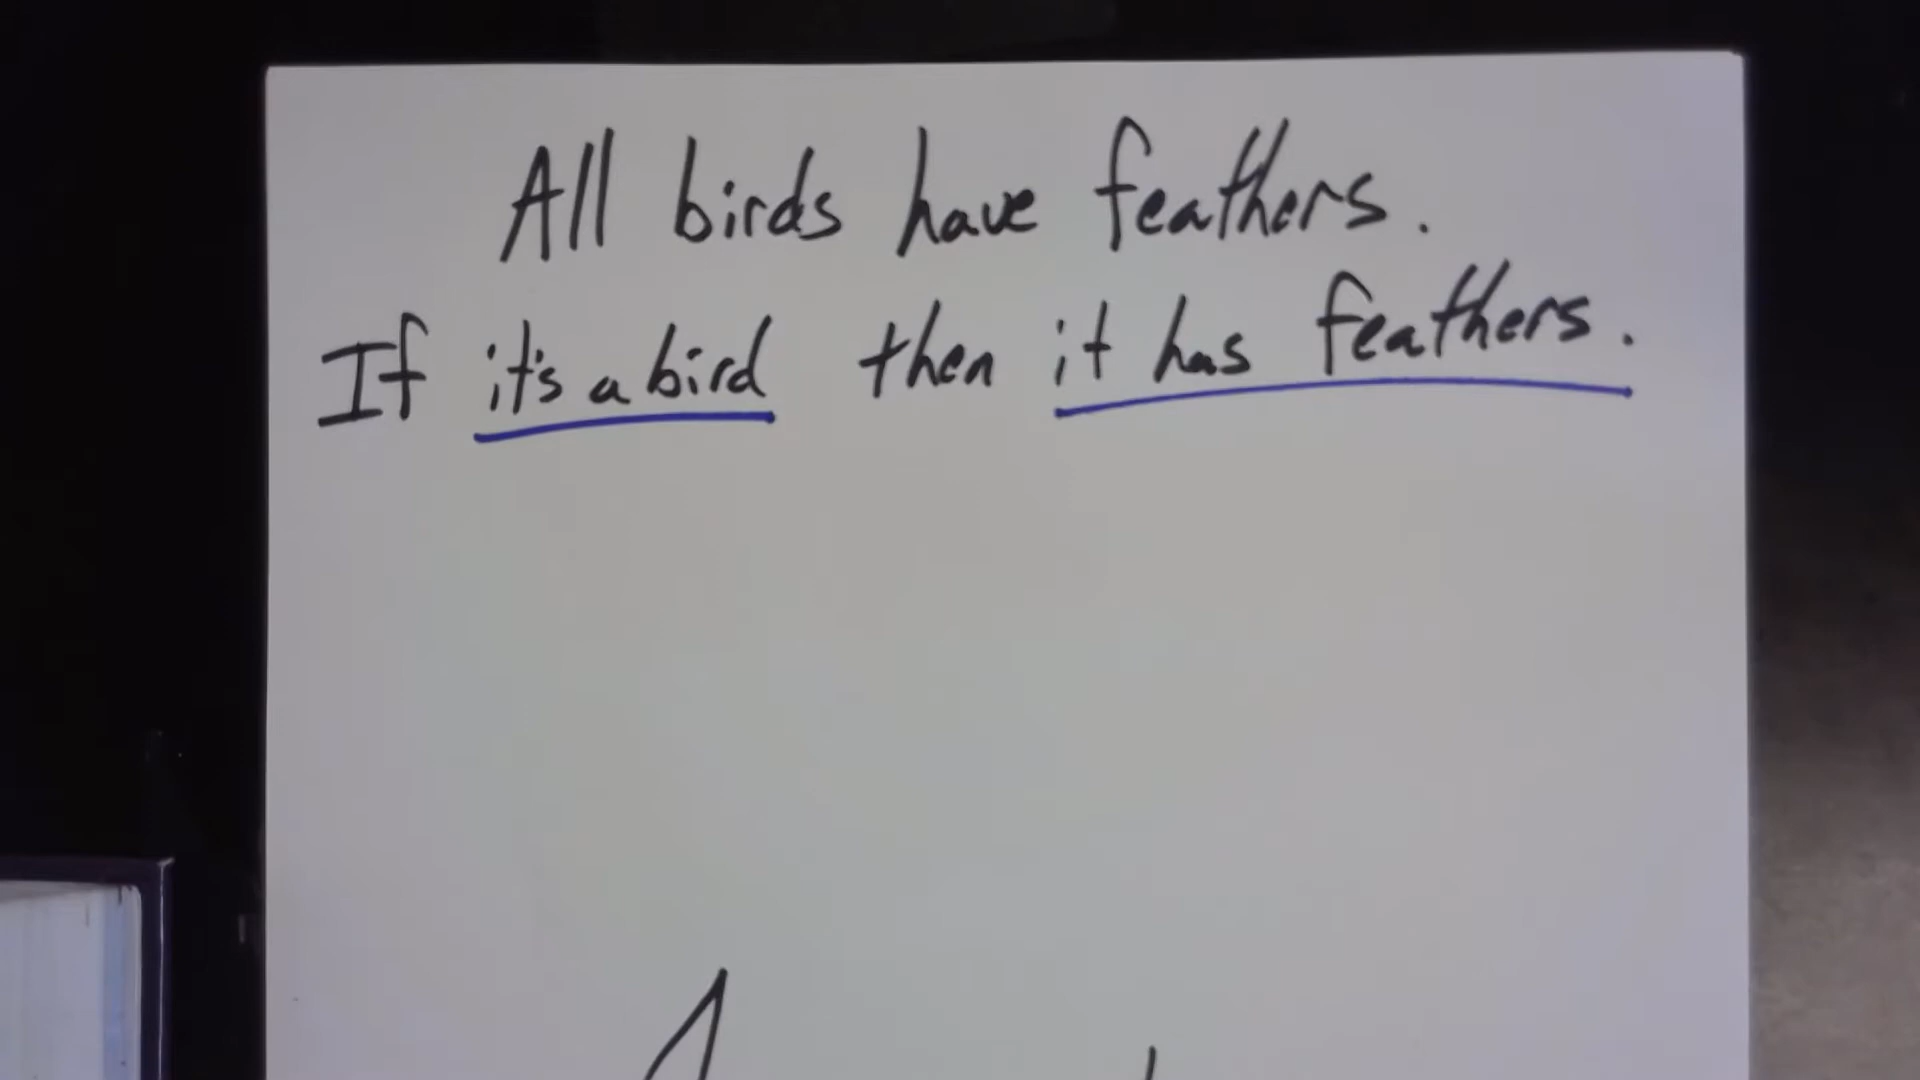 All birds have feathers.
If it's a bird then it has feathers.